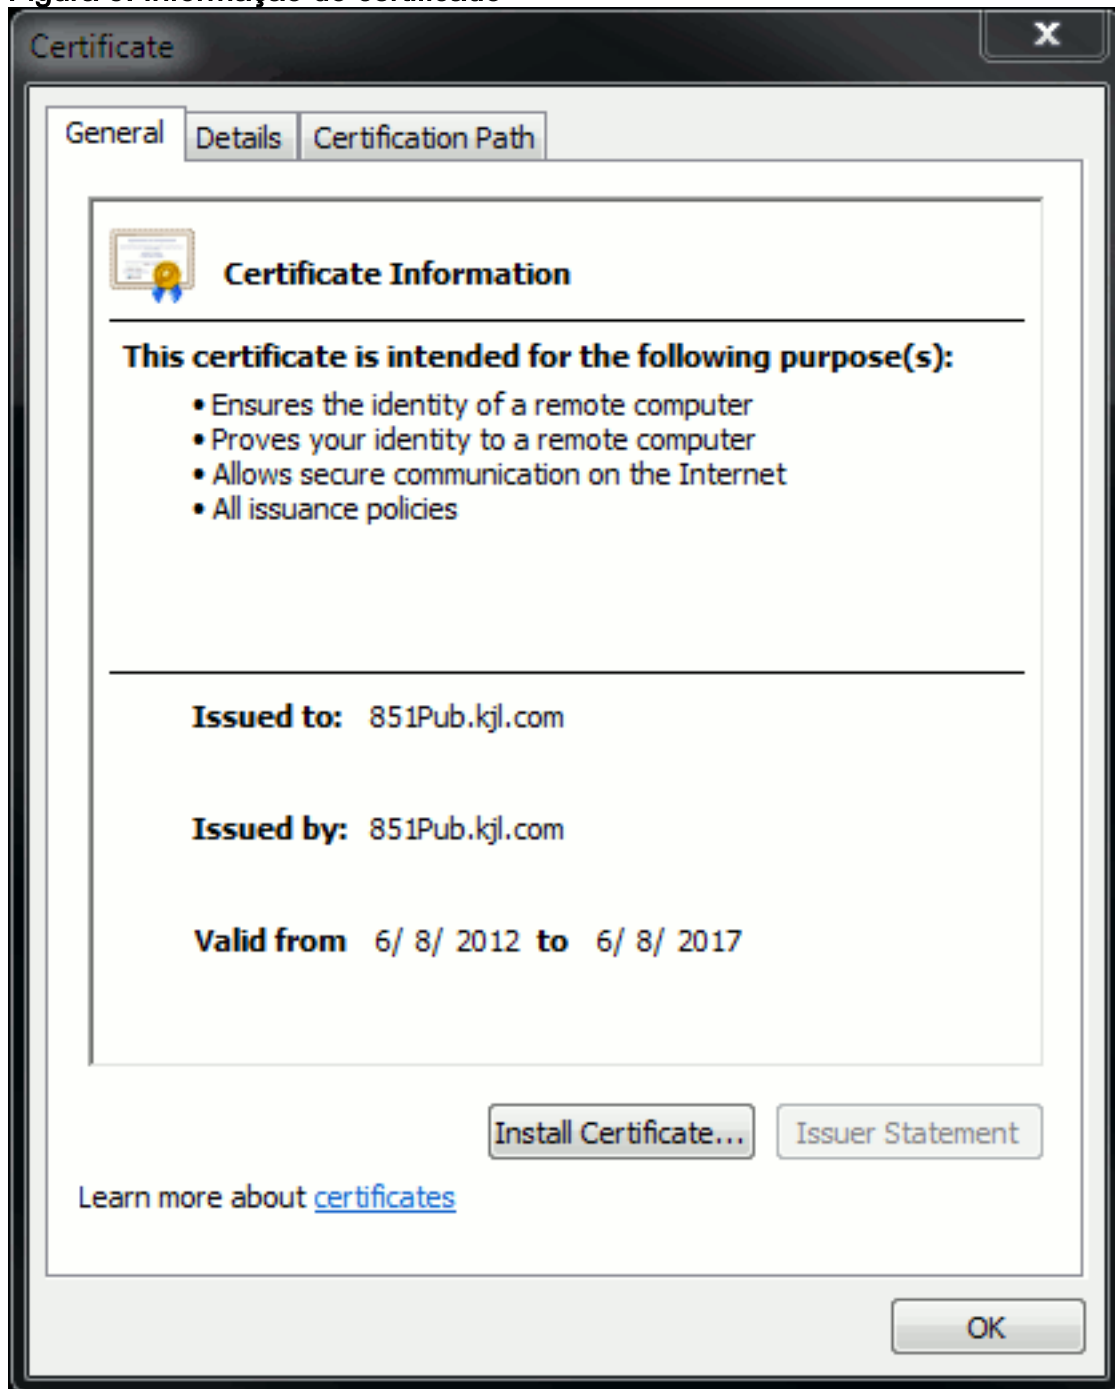 Certificate
General
Details
Certification Path
Certificate Information
This certificate is intended for the following purpose(s):
• Ensures the identity of a remote computer
• Proves your identity to a remote computer
• Allows secure communication on the Internet
• All issuance policies
Issued to: 851Pub.kjl.com
Issued by: 851Pub.kjl.com
Valid from 6/ 8/ 2012 to 6/ 8/ 2017
Install Certificate...
Issuer Statement
Learn more about certificates
OK